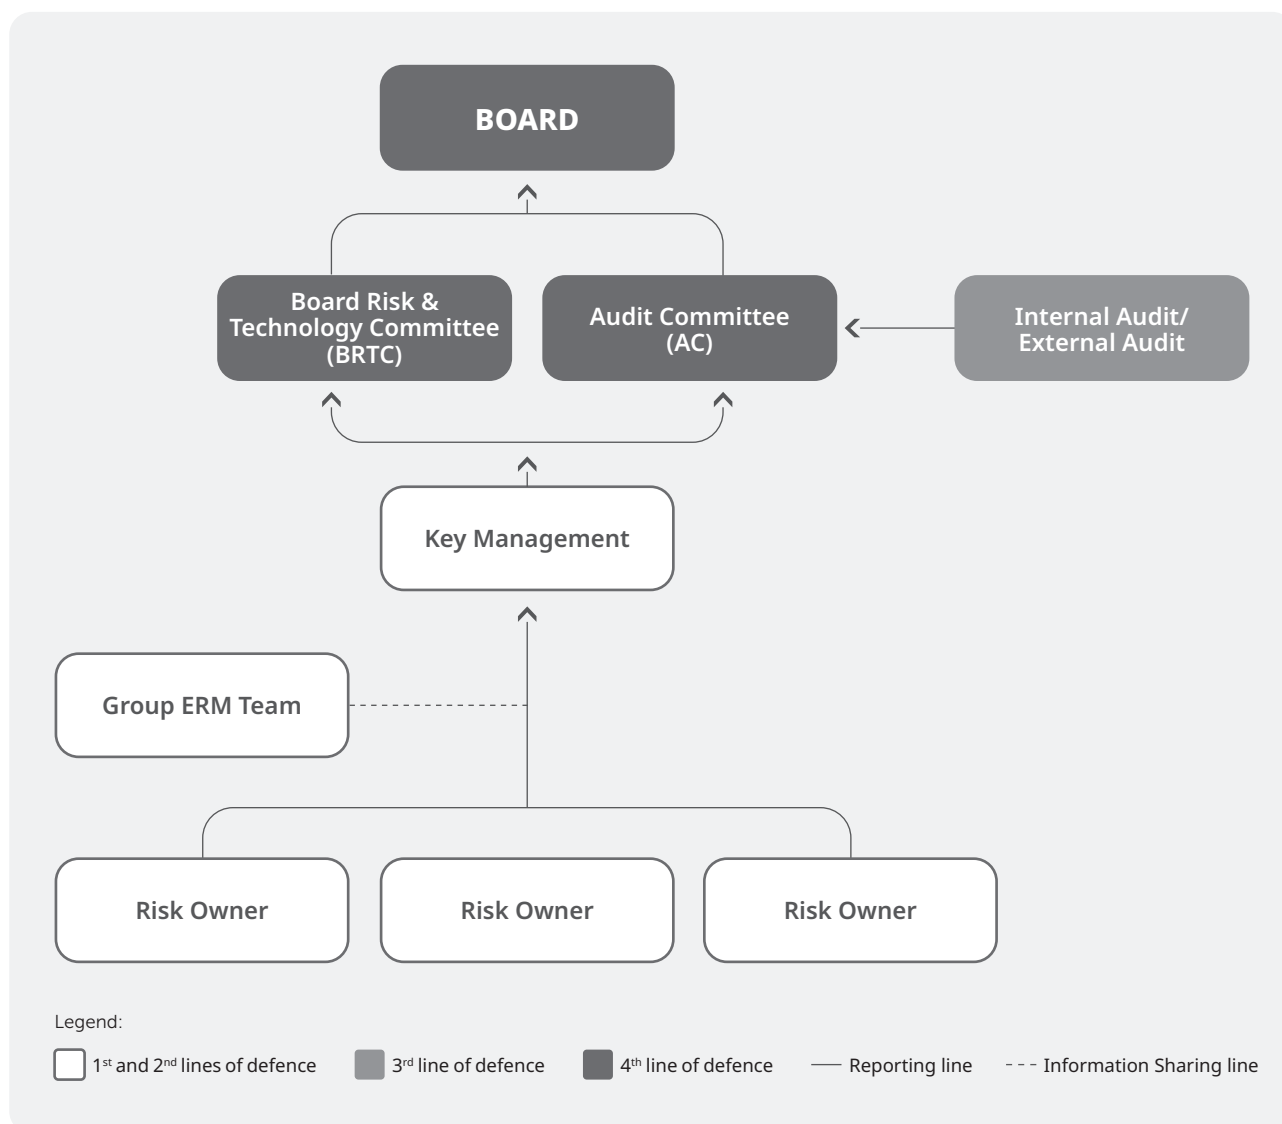 BOARD
Board Risk &
Technology Committee
(BRTC)
Audit Committee
(AC)
Internal Audit/
External Audit
Key Management
Group ERM Team
Risk Owner
Risk Owner
Risk Owner
Legend:
1st and 2nd lines of defence
3rd line of defence
4th line of defence
Reporting line
Information Sharing line